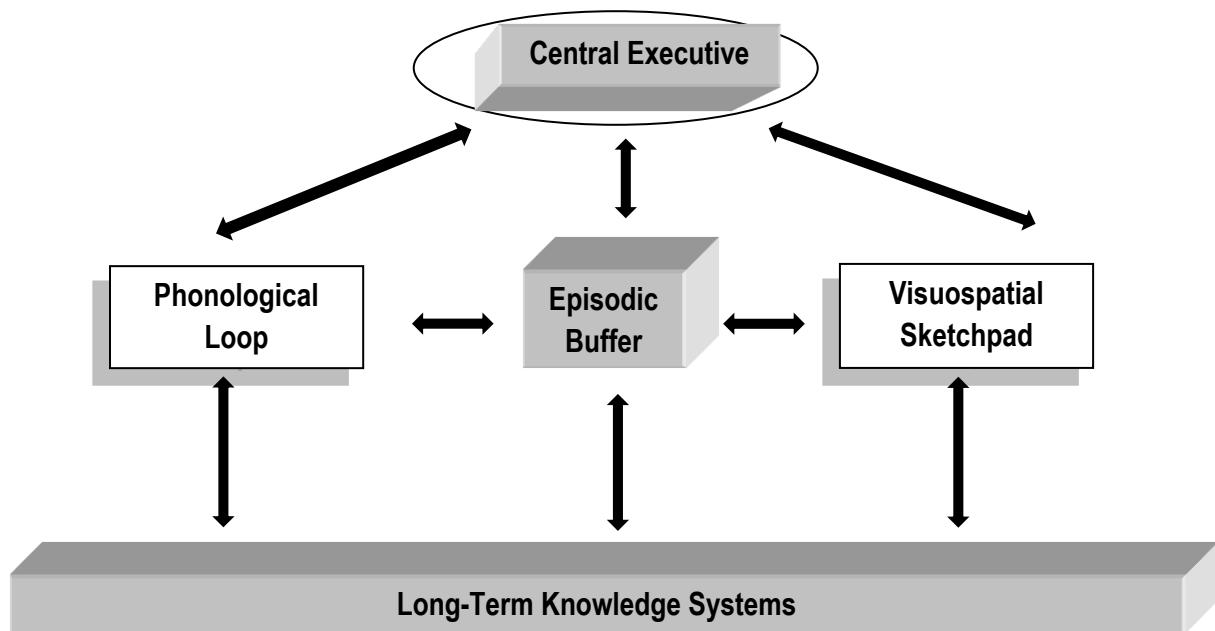 Central Executive
Phonological
Loop
Episodic
Buffer
Visuospatial
Sketchpad
Long-Term Knowledge Systems